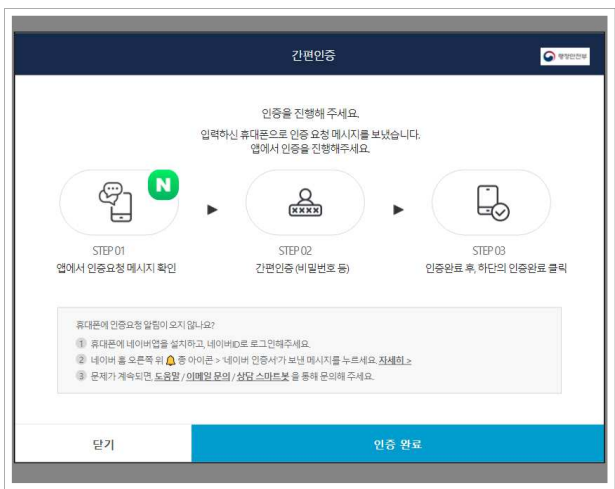 간편인증
행정안전부
인증을 진행해 주세요.
입력하신 휴대폰으로 인증 요청 메시지를 보냈습니다.
앱에서 인증을 진행해주세요.
N
XXXX
STEP 01
STEP 02
STEP 03
앱에서 인증요청 메시지 확인
간편인증 (비밀번호 등)
인증완료 후, 하단의 인증완료 클릭
휴대폰에 인증요청 알림이 오지 않나요?
1 휴대폰에 네이버앱을 설치하고, 네이버ID로 로그인해주세요.
2 네이버 홈 오른쪽 위 종 아이콘 > '네이버 인증서'가 보낸 메시지를 누르세요. 자세히 >
3 문제가 계속되면, 도움말 / 이메일 문의 / 상담 스마트봇 을 통해 문의해 주세요.
닫기
인증 완료